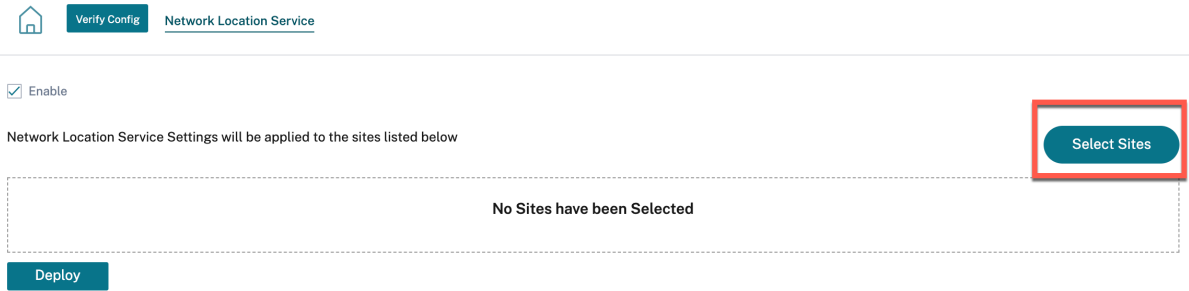 Verify Config
Network Location Service
Enable
Network Location Service Settings will be applied to the sites listed below
Select Sites
No Sites have been Selected
Deploy